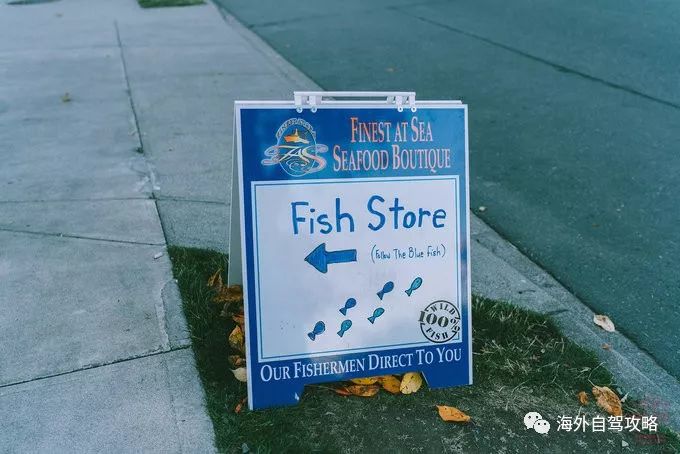 FINEST AT SEA
SEAFOOD BOUTIQUE
Fish Store
(Follow The Blue Fish)
WILD
100%
FISH
OUR FISHERMEN DIRECT TO YOU
海外自驾攻略